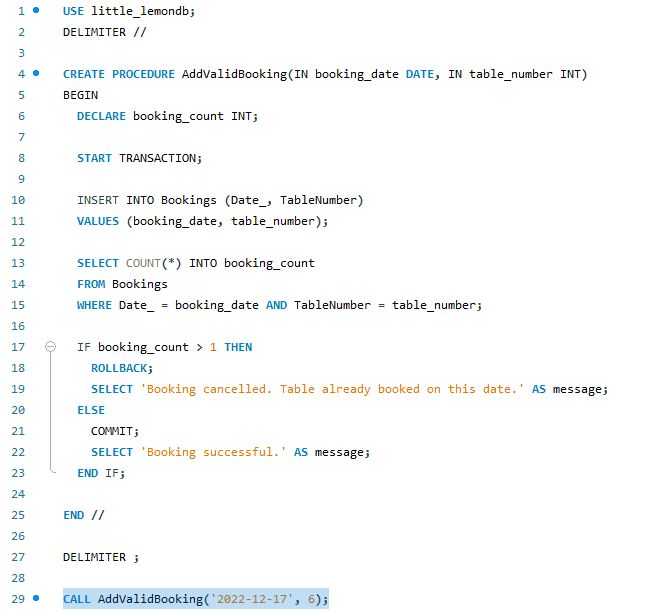 1 USE little_lemondb;
2 DELIMITER //
3
4 CREATE PROCEDURE AddValidBooking(IN booking_date DATE, IN table_number INT)
5 BEGIN
6 DECLARE booking_count INT;
7
8 START TRANSACTION;
9
10 INSERT INTO Bookings (Date_, TableNumber)
11 VALUES (booking_date, table_number);
12
13 SELECT COUNT(*) INTO booking_count
14 FROM Bookings
15 WHERE Date_ = booking_date AND TableNumber = table_number;
16
17 IF booking_count > 1 THEN
18 ROLLBACK;
19 SELECT 'Booking cancelled. Table already booked on this date.' AS message;
20 ELSE
21 COMMIT;
22 SELECT 'Booking successful.' AS message;
23 END IF;
24
25 END //
26
27 DELIMITER ;
28
29 CALL AddValidBooking('2022-12-17', 6);